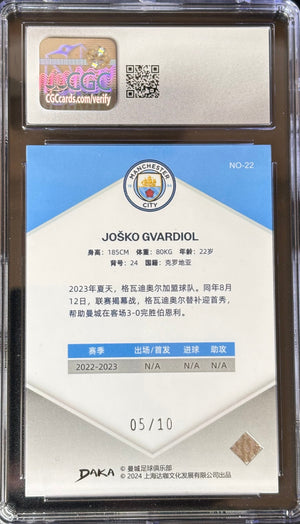 CGC
CGCcards.com/verify
MANCHESTER
CITY
NO-22
JOŠKO GVARDIOL
身高：185CM 体重：80KG 年龄：22岁
背号：24 国籍：克罗地亚
2023年夏天，格瓦迪奥尔加盟球队。同年8月
12日，联赛揭幕战，格瓦迪奥尔替补迎首秀，
帮助曼城在客场3-0完胜伯恩利。
赛季 出场/首发 进球 助攻
2022-2023 N/A N/A N/A
05/10
DAKA
© 曼城足球俱乐部
© 2024 上海达咖文化发展有限公司出品